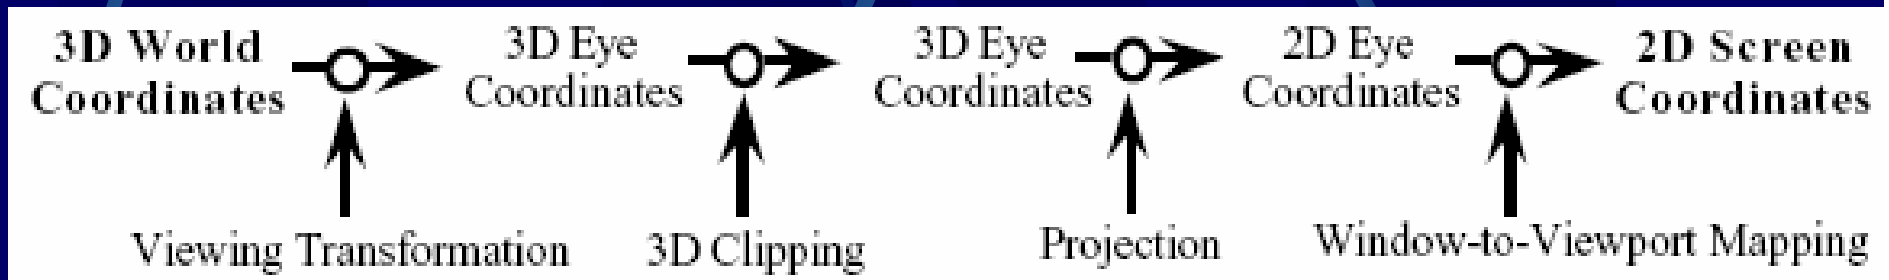 3D World
Coordinates
3D Eye
Coordinates
3D Eye
Coordinates
2D Eye
Coordinates
2D Screen
Coordinates
Viewing Transformation
3D Clipping
Projection
Window-to-Viewport Mapping